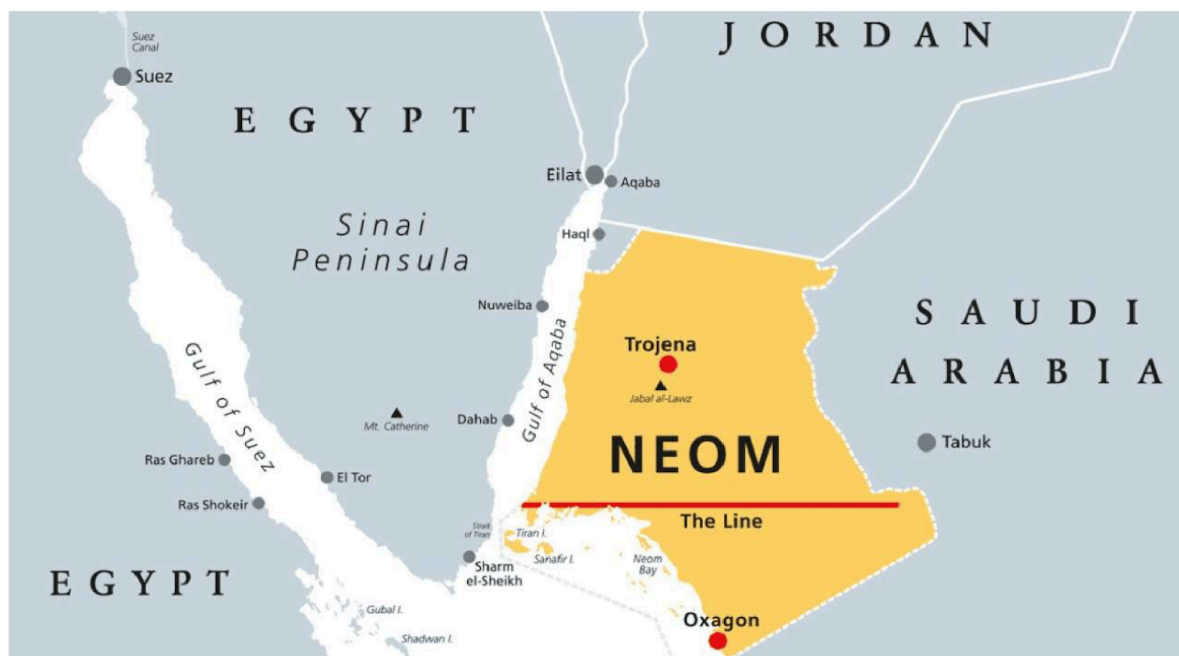 Suez
Canal
Suez
JORDAN
EGYPT
Eilat
Aqaba
Sinai
Peninsula
Haql
Nuweiba
Gulf of Aqaba
SAUDI
ARABIA
Trojena
Jabal al-Lawz
Gulf of Suez
Mt. Catherine
Dahab
NEOM
Tabuk
Ras Ghareb
El Tor
Ras Shokeir
The Line
Strait
of Tiran
Tiran I.
Sanafir I.
Neom
Bay
Sharm
el-Sheikh
EGYPT
Gubal I.
Shadwan I.
Oxagon